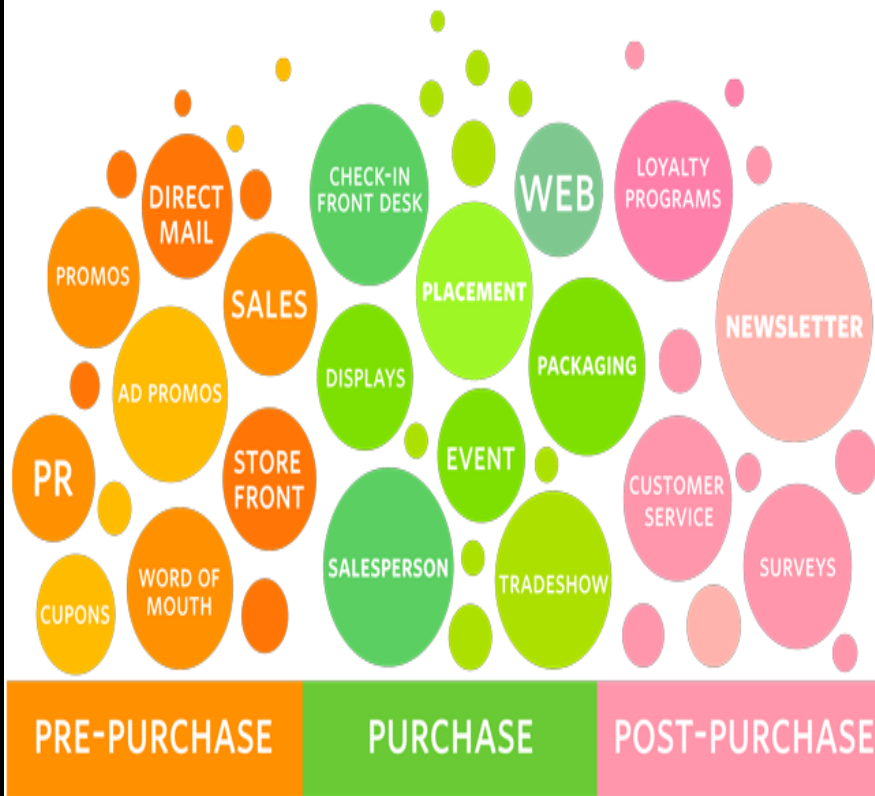 DIRECT
MAIL
PROMOS
SALES
AD PROMOS
PR
STORE
FRONT
WORD OF
MOUTH
CUPONS
CHECK-IN
FRONT DESK
WEB
PLACEMENT
DISPLAYS
PACKAGING
EVENT
SALESPERSON
TRADESHOW
LOYALTY
PROGRAMS
NEWSLETTER
CUSTOMER
SERVICE
SURVEYS
PRE-PURCHASE
PURCHASE
POST-PURCHASE